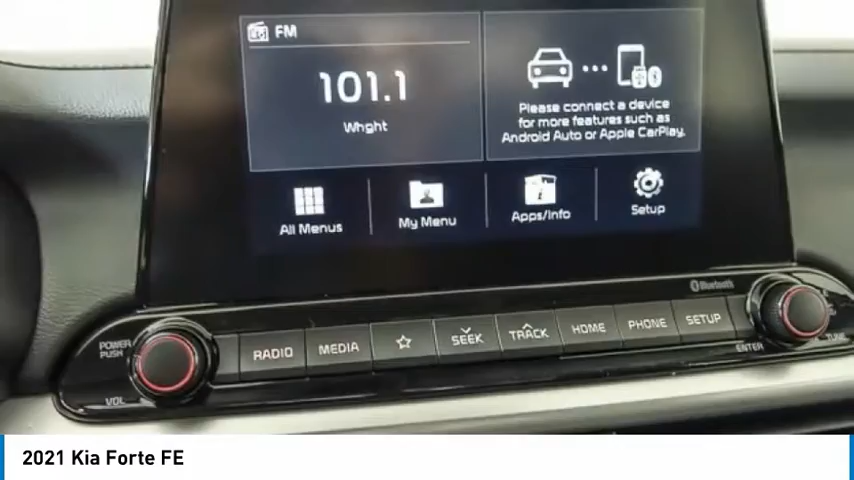 FM
101.1
Whght
Please connect a device
for more features such as
Android Auto or Apple CarPlay.
All Menus
My Menu
Apps/Info
Setup
Bluetooth
POWER
PUSH
VOL
RADIO
MEDIA
SEEK
TRACK
HOME
PHONE
SETUP
ENTER
TUNE
2021 Kia Forte FE